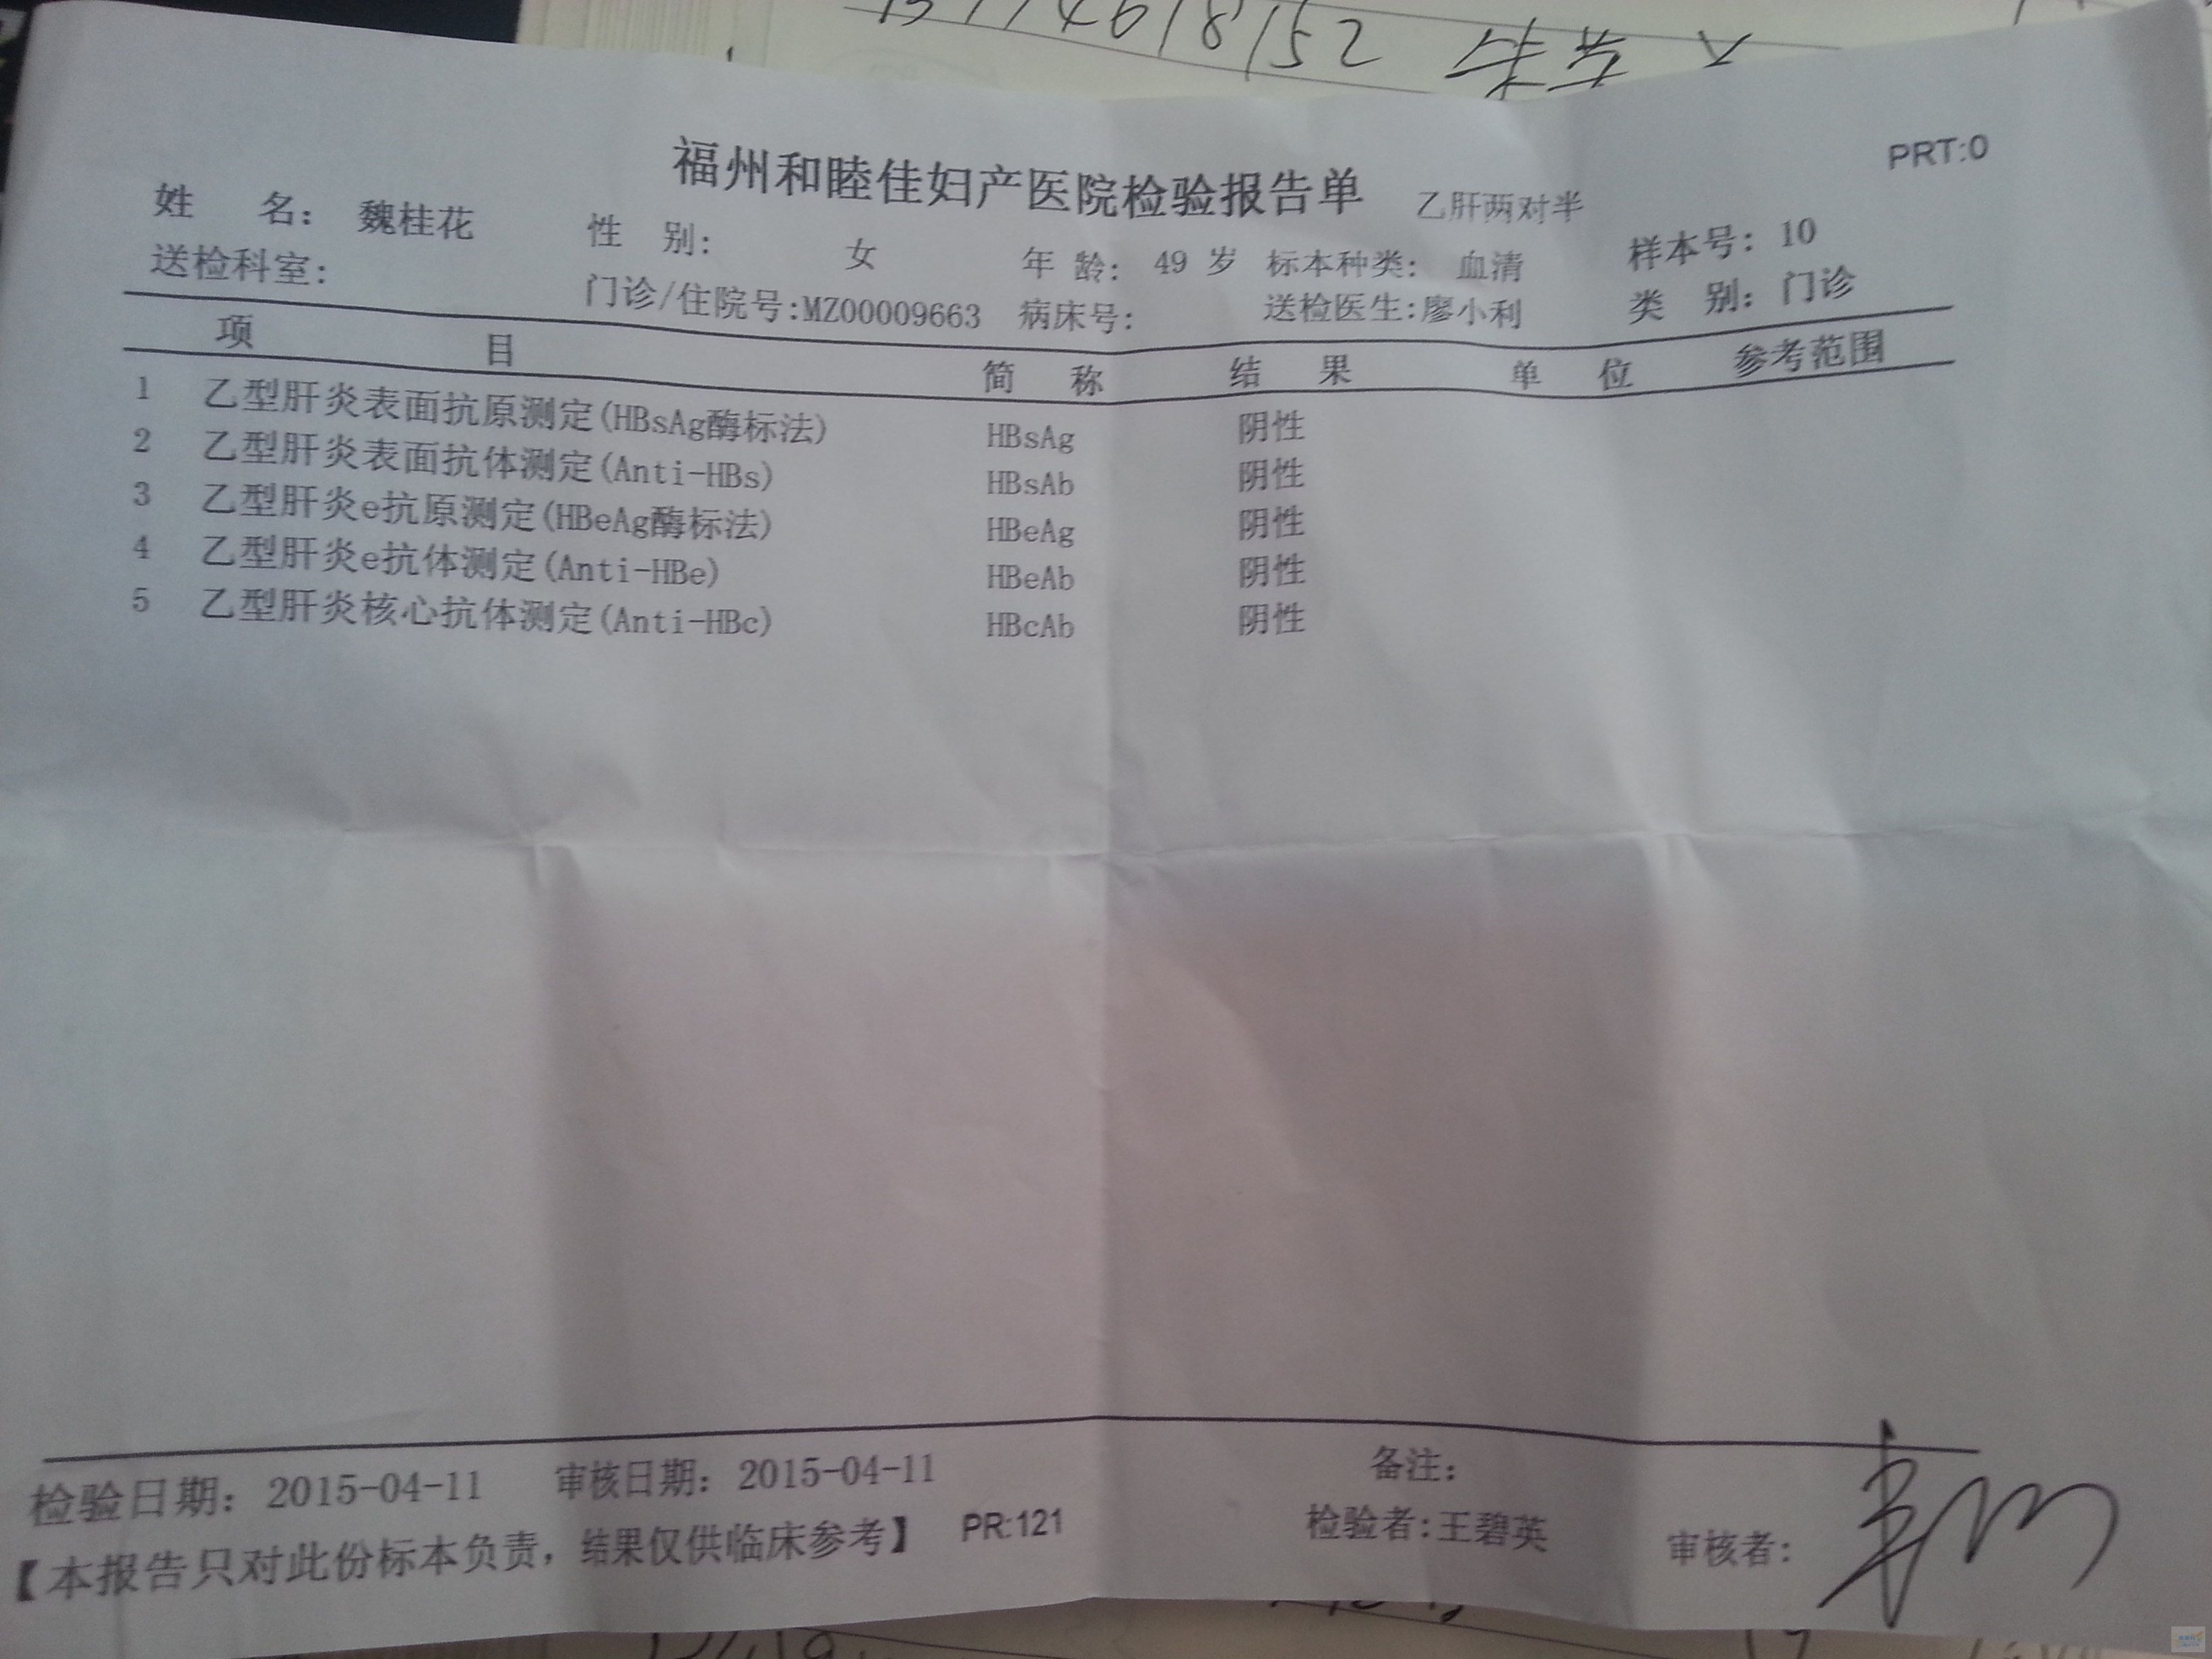 福州和睦佳妇产医院检验报告单 乙肝两对半 PRT:0
姓 名: 魏桂花 性 别: 女 年 龄: 49 岁 标本种类: 血清 样本号: 10
送检科室: 门诊/住院号:MZ00009663 病床号: 送检医生:廖小利 类 别: 门诊
项 目 简 称 结 果 单 位 参考范围
1 乙型肝炎表面抗原测定(HBsAg酶标法) HBsAg 阴性
2 乙型肝炎表面抗体测定(Anti-HBs) HBsAb 阴性
3 乙型肝炎e抗原测定(HBeAg酶标法) HBeAg 阴性
4 乙型肝炎e抗体测定(Anti-HBe) HBeAb 阴性
5 乙型肝炎核心抗体测定(Anti-HBc) HBcAb 阴性
检验日期: 2015-04-11 审核日期: 2015-04-11 备注:
【本报告只对此份标本负责，结果仅供临床参考】 PR:121 检验者:王碧英 审核者: